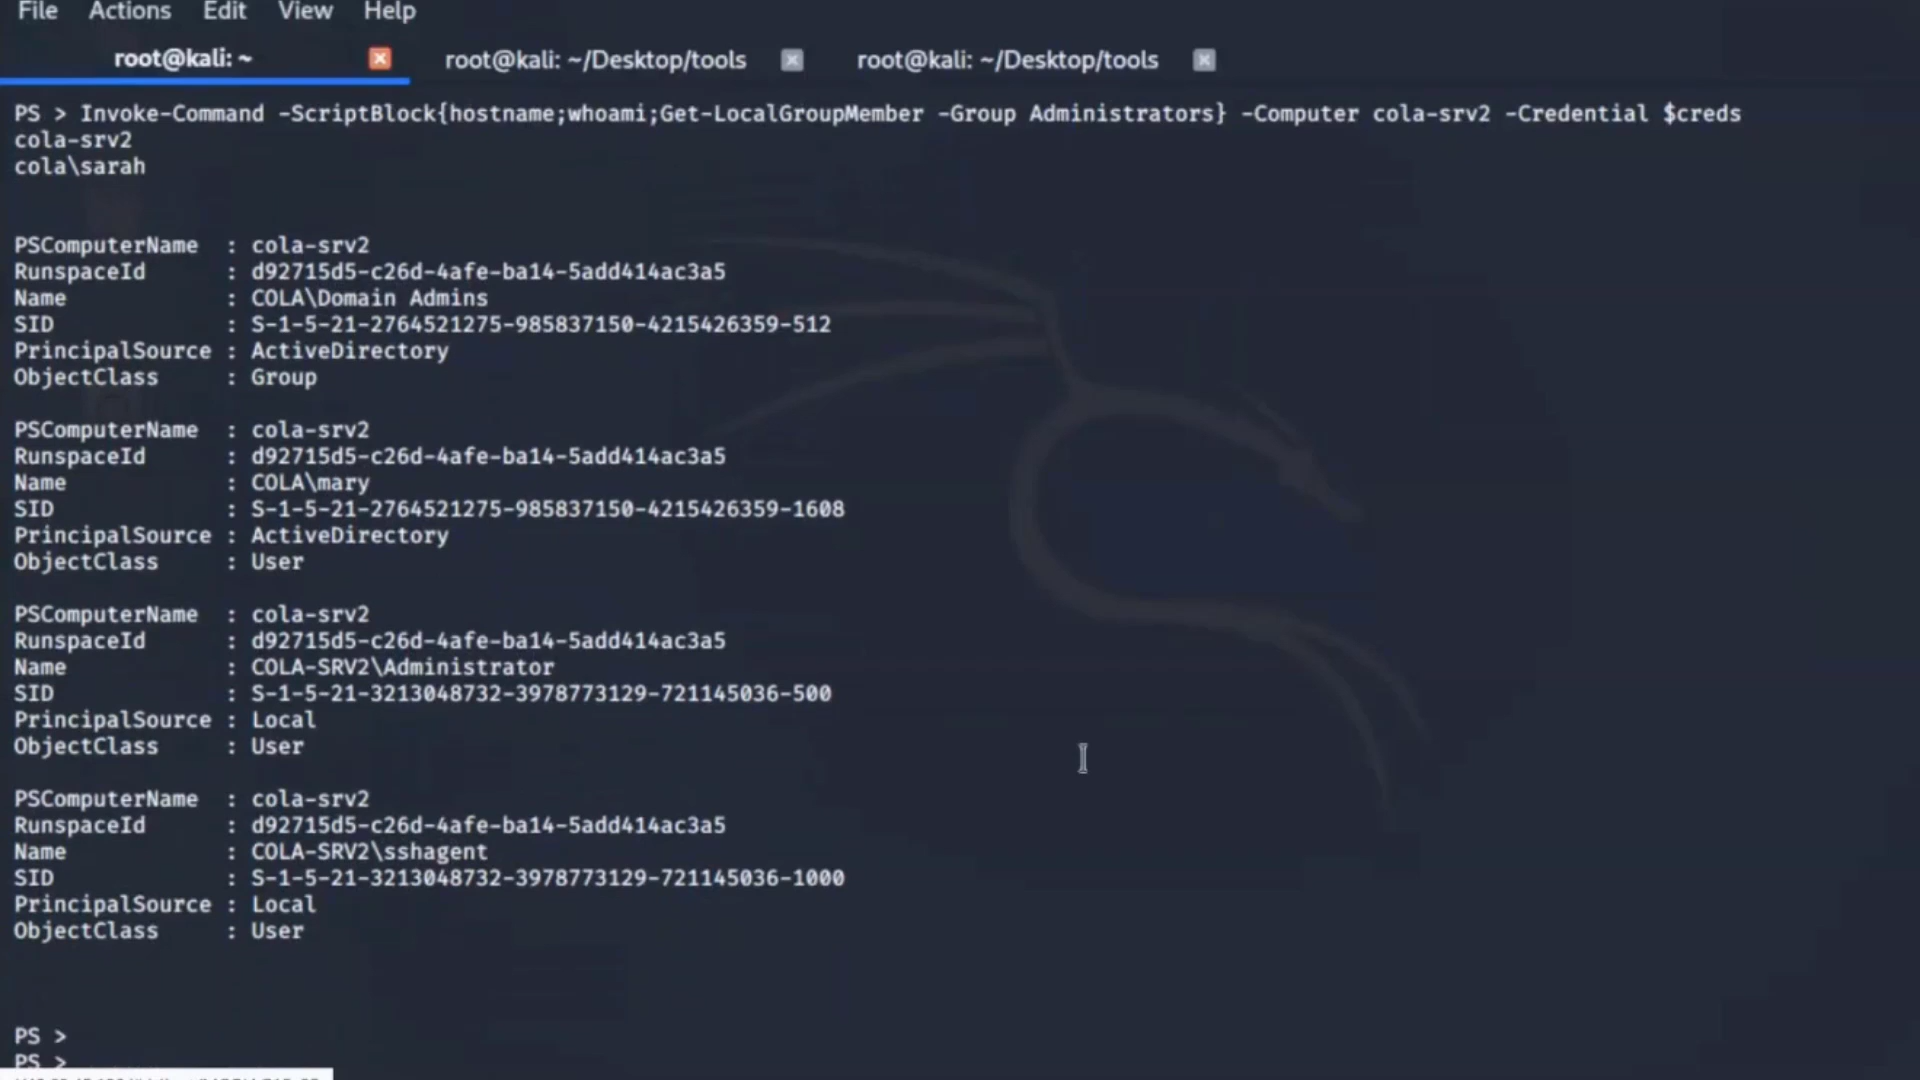 File Actions Edit View Help
root@kali: ~ root@kali: ~/Desktop/tools root@kali: ~/Desktop/tools
PS > Invoke-Command -ScriptBlock{hostname;whoami;Get-LocalGroupMember -Group Administrators} -Computer cola-srv2 -Credential $creds
cola-srv2
cola\sarah
PSComputerName : cola-srv2
RunspaceId : d92715d5-c26d-4afe-ba14-5add414ac3a5
Name : COLA\Domain Admins
SID : S-1-5-21-2764521275-985837150-4215426359-512
PrincipalSource : ActiveDirectory
ObjectClass : Group
PSComputerName : cola-srv2
RunspaceId : d92715d5-c26d-4afe-ba14-5add414ac3a5
Name : COLA\mary
SID : S-1-5-21-2764521275-985837150-4215426359-1608
PrincipalSource : ActiveDirectory
ObjectClass : User
PSComputerName : cola-srv2
RunspaceId : d92715d5-c26d-4afe-ba14-5add414ac3a5
Name : COLA-SRV2\Administrator
SID : S-1-5-21-3213048732-3978773129-721145036-500
PrincipalSource : Local
ObjectClass : User
PSComputerName : cola-srv2
RunspaceId : d92715d5-c26d-4afe-ba14-5add414ac3a5
Name : COLA-SRV2\sshagent
SID : S-1-5-21-3213048732-3978773129-721145036-1000
PrincipalSource : Local
ObjectClass : User
PS >
PS >